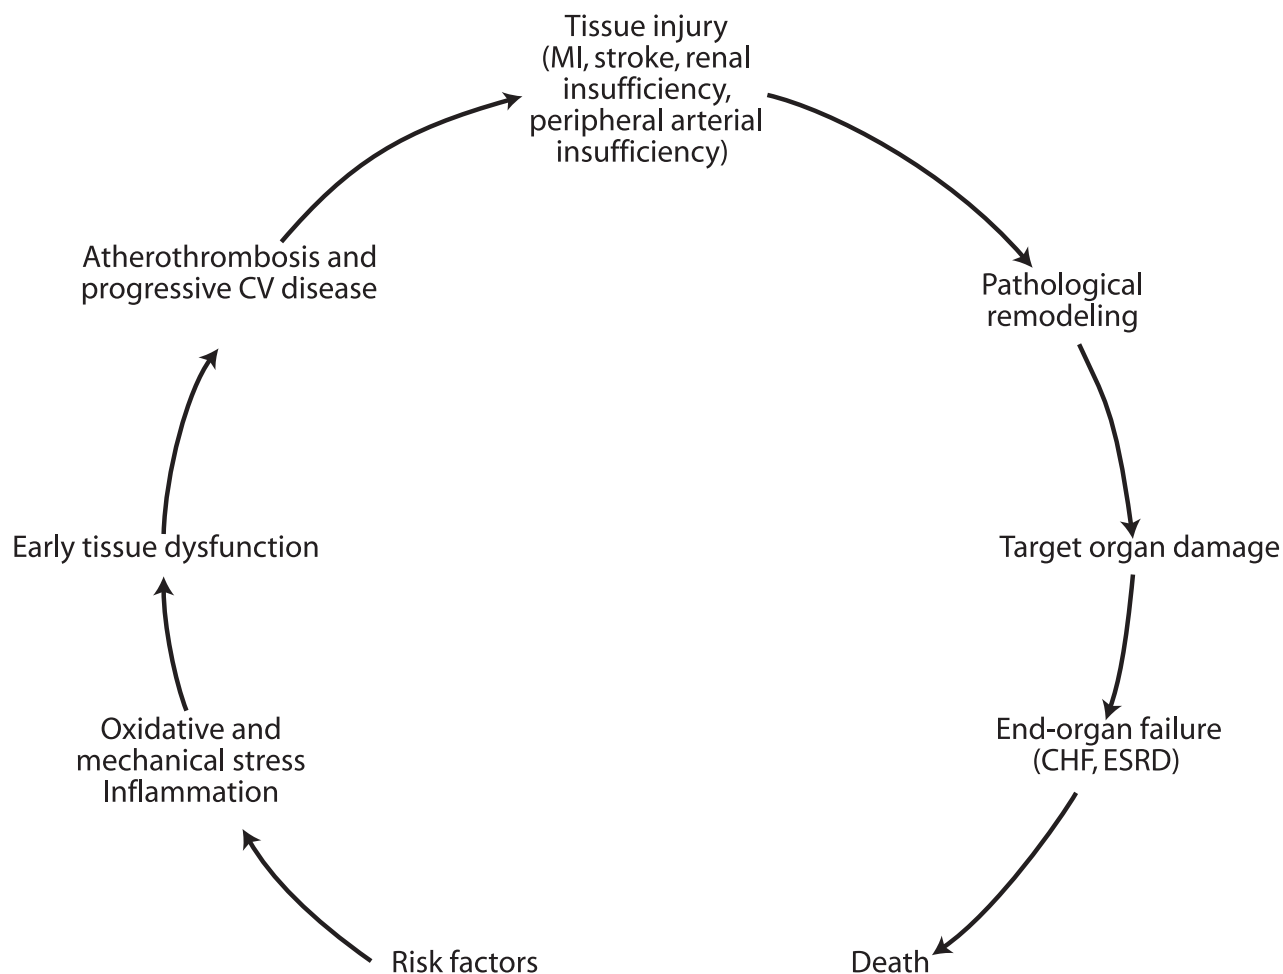 Tissue injury
(MI, stroke, renal
insufficiency,
peripheral arterial
insufficiency)
Atherothrombosis and
progressive CV disease
Pathological
remodeling
Early tissue dysfunction
Target organ damage
Oxidative and
mechanical stress
Inflammation
End-organ failure
(CHF, ESRD)
Risk factors
Death